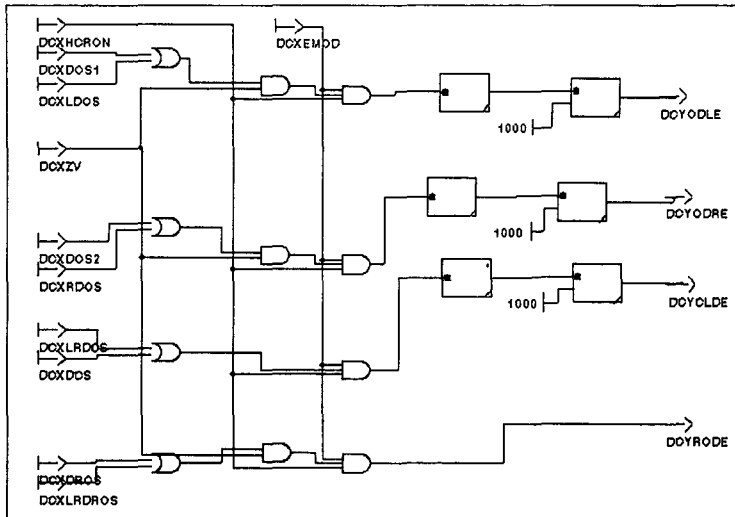 DCXHCRON
DCXEMOD
DCXDOS1
DCXLDOS
DCYODLE
1000
DCXZV
DCYODRE
1000
DCXDOS2
DCXRDOS
DCYCLDE
1000
DCXLRDOS
DCXDOS
DCYRODE
DCXDROS
DCXLRDROS